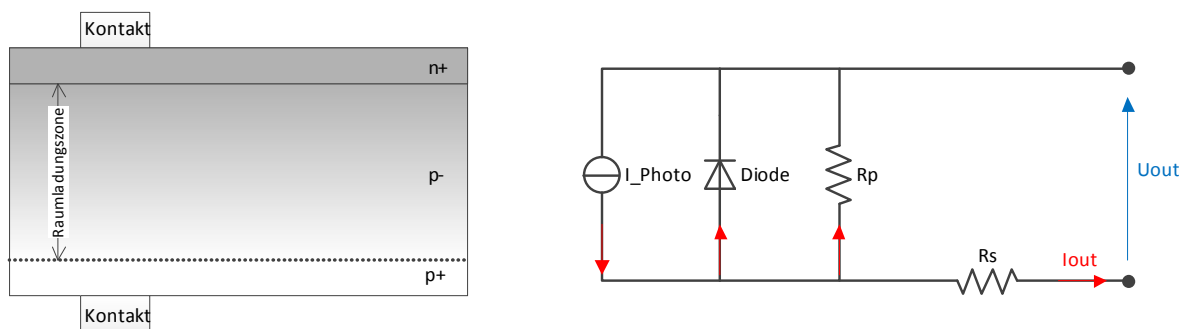 Kontakt
n+
Raumladungszone
p-
p+
Kontakt
I_Photo
Diode
Rp
Uout
Rs
Iout